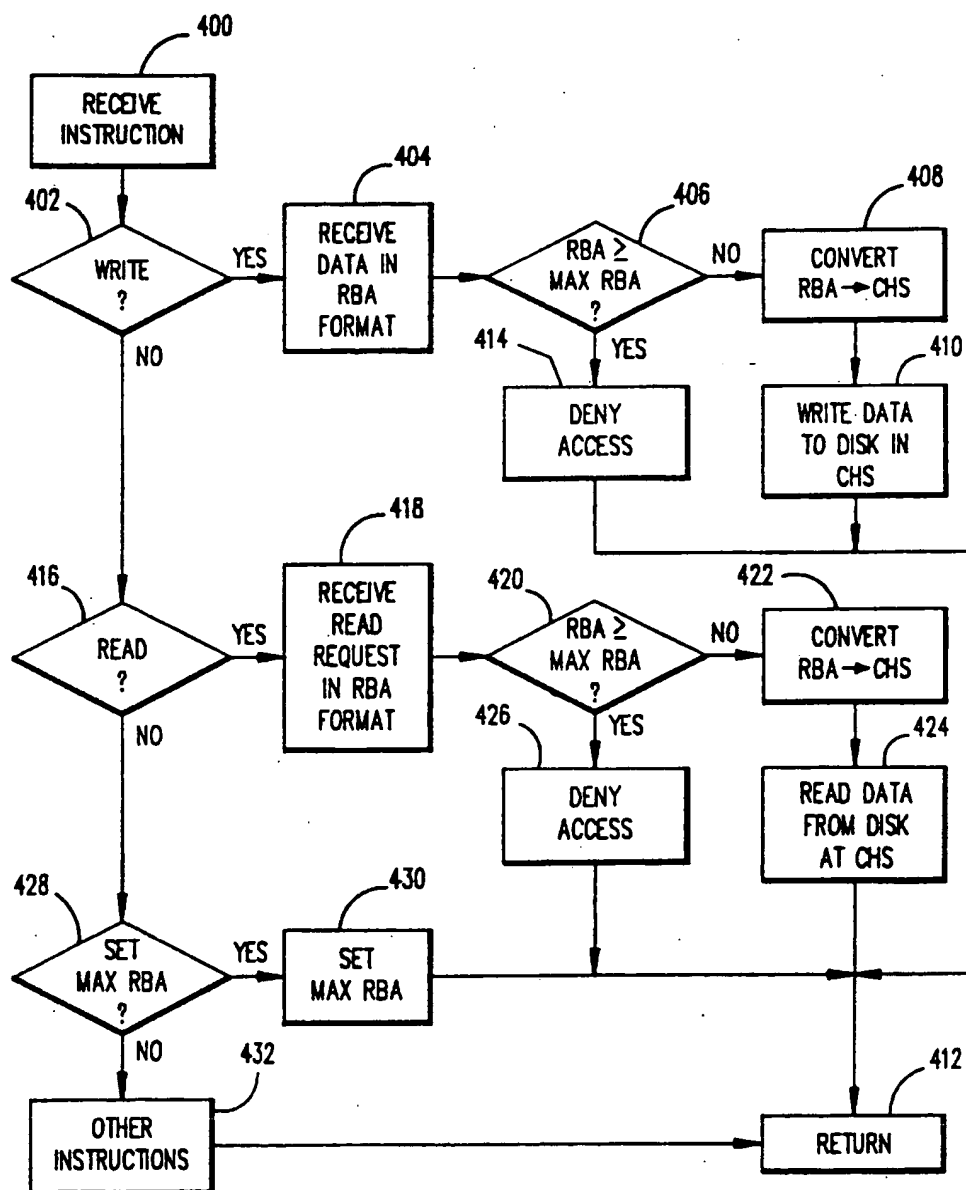 400
RECEIVE
INSTRUCTION
402
WRITE
?
YES
NO
404
RECEIVE
DATA IN
RBA
FORMAT
406
RBA ≥
MAX RBA
?
NO
YES
408
CONVERT
RBA→CHS
414
DENY
ACCESS
410
WRITE DATA
TO DISK IN
CHS
416
READ
?
YES
NO
418
RECEIVE
READ
REQUEST
IN RBA
FORMAT
420
RBA ≥
MAX RBA
?
NO
YES
422
CONVERT
RBA→CHS
426
DENY
ACCESS
424
READ DATA
FROM DISK
AT CHS
428
SET
MAX RBA
?
YES
NO
430
SET
MAX RBA
432
OTHER
INSTRUCTIONS
412
RETURN